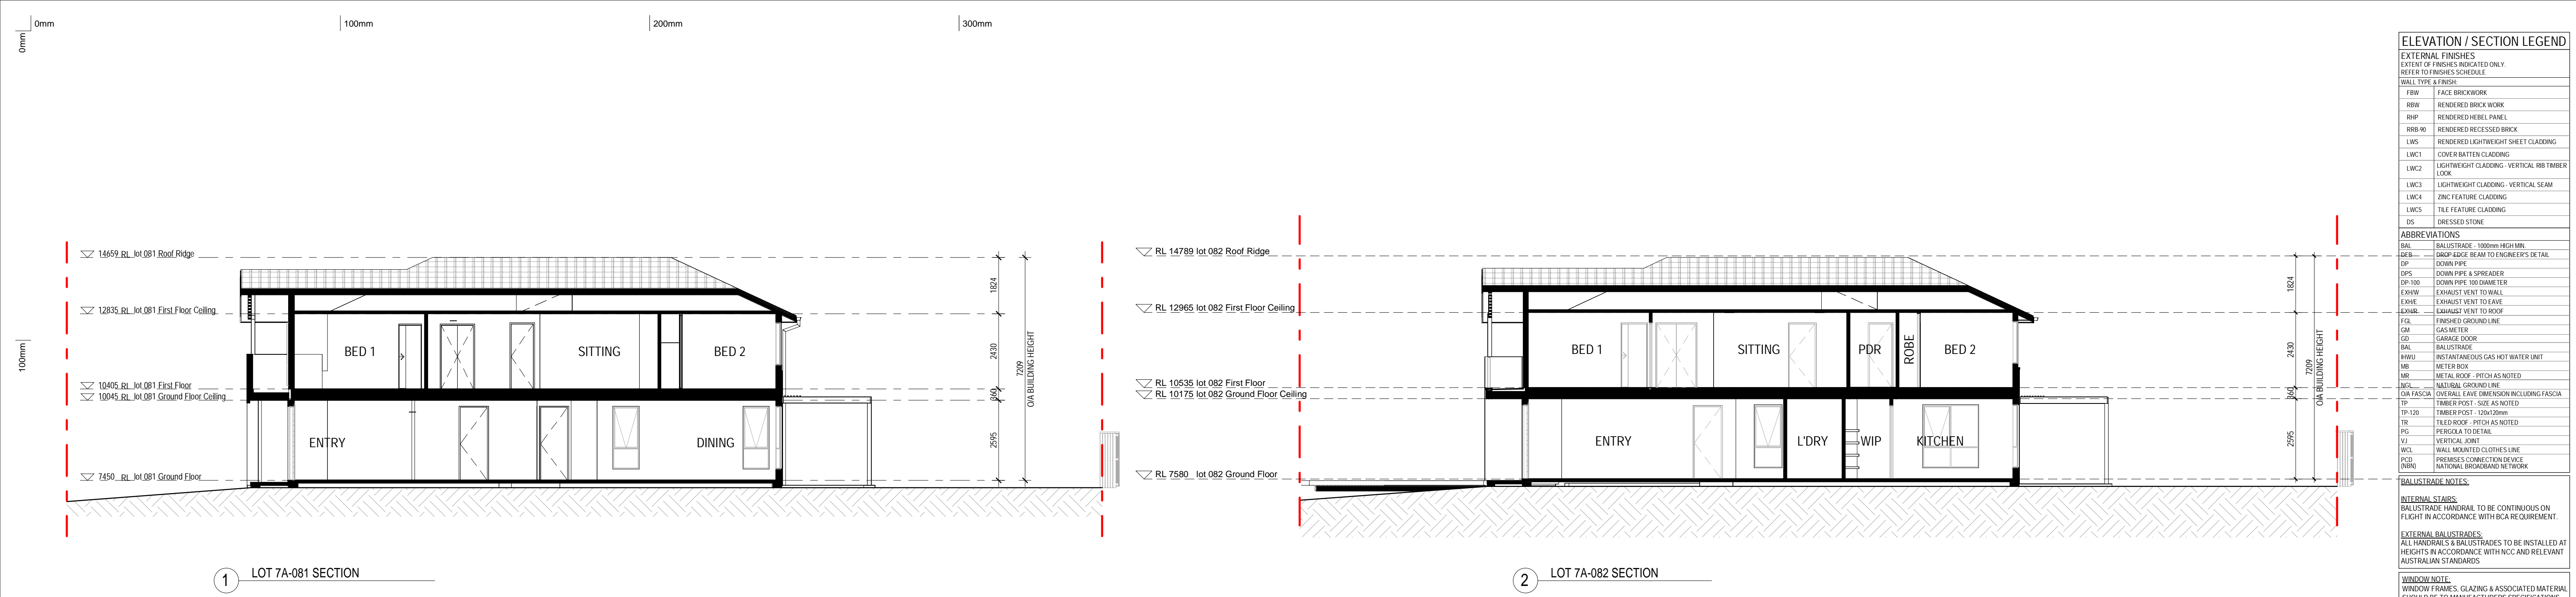 0mm
100mm
200mm
300mm
0mm
100mm
14659 RL lot 081 Roof Ridge
12835 RL lot 081 First Floor Ceiling
10405 RL lot 081 First Floor
10045 RL lot 081 Ground Floor Ceiling
7450 RL lot 081 Ground Floor
BED 1
SITTING
BED 2
ENTRY
DINING
1824
2430
360
2595
7209
O/A BUILDING HEIGHT
1
LOT 7A-081 SECTION
RL 14789 lot 082 Roof Ridge
RL 12965 lot 082 First Floor Ceiling
RL 10535 lot 082 First Floor
RL 10175 lot 082 Ground Floor Ceiling
RL 7580 lot 082 Ground Floor
BED 1
SITTING
PDR
ROBE
BED 2
ENTRY
L'DRY
WIP
KITCHEN
1824
2430
360
2595
7209
O/A BUILDING HEIGHT
2
LOT 7A-082 SECTION
ELEVATION / SECTION LEGEND
EXTERNAL FINISHES
EXTENT OF FINISHES INDICATED ONLY.
REFER TO FINISHES SCHEDULE
WALL TYPE & FINISH:
FBW FACE BRICKWORK
RBW RENDERED BRICK WORK
RHP RENDERED HEBEL PANEL
RRB-90 RENDERED RECESSED BRICK
LWS RENDERED LIGHTWEIGHT SHEET CLADDING
LWC1 COVER BATTEN CLADDING
LWC2 LIGHTWEIGHT CLADDING - VERTICAL RIB TIMBER
LOOK
LWC3 LIGHTWEIGHT CLADDING - VERTICAL SEAM
LWC4 ZINC FEATURE CLADDING
LWC5 TILE FEATURE CLADDING
DS DRESSED STONE
ABBREVIATIONS
BAL BALUSTRADE - 1000mm HIGH MIN.
DEB DROP EDGE BEAM TO ENGINEER'S DETAIL
DP DOWN PIPE
DPS DOWN PIPE & SPREADER
DP-100 DOWN PIPE 100 DIAMETER
EXH/W EXHAUST VENT TO WALL
EXH/E EXHAUST VENT TO EAVE
EXH/R EXHAUST VENT TO ROOF
FGL FINISHED GROUND LINE
GM GAS METER
GD GARAGE DOOR
BAL BALUSTRADE
IHWU INSTANTANEOUS GAS HOT WATER UNIT
MB METER BOX
MR METAL ROOF - PITCH AS NOTED
NGL NATURAL GROUND LINE
O/A FASCIA OVERALL EAVE DIMENSION INCLUDING FASCIA
TP TIMBER POST - SIZE AS NOTED
TP-120 TIMBER POST - 120x120mm
TR TILED ROOF - PITCH AS NOTED
PG PERGOLA TO DETAIL
VJ VERTICAL JOINT
WCL WALL MOUNTED CLOTHES LINE
PCD PREMISES CONNECTION DEVICE
(NBN) NATIONAL BROADBAND NETWORK
BALUSTRADE NOTES:
INTERNAL STAIRS:
BALUSTRADE HANDRAIL TO BE CONTINUOUS ON
FLIGHT IN ACCORDANCE WITH BCA REQUIREMENT.
EXTERNAL BALUSTRADES:
ALL HANDRAILS & BALUSTRADES TO BE INSTALLED AT
HEIGHTS IN ACCORDANCE WITH NCC AND RELEVANT
AUSTRALIAN STANDARDS
WINDOW NOTE:
WINDOW FRAMES, GLAZING & ASSOCIATED MATERIAL